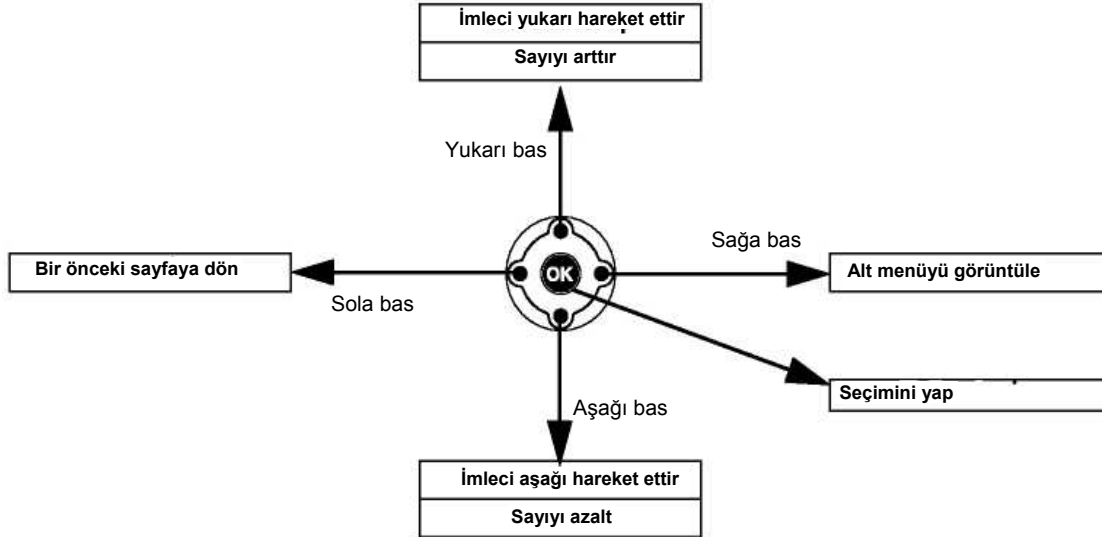 İmleci yukarı hareket ettir
Sayıyı arttır
Yukarı bas
Sağa bas
Bir önceki sayfaya dön
OK
Alt menüyü görüntüle
Sola bas
Seçimini yap
Aşağı bas
İmleci aşağı hareket ettir
Sayıyı azalt